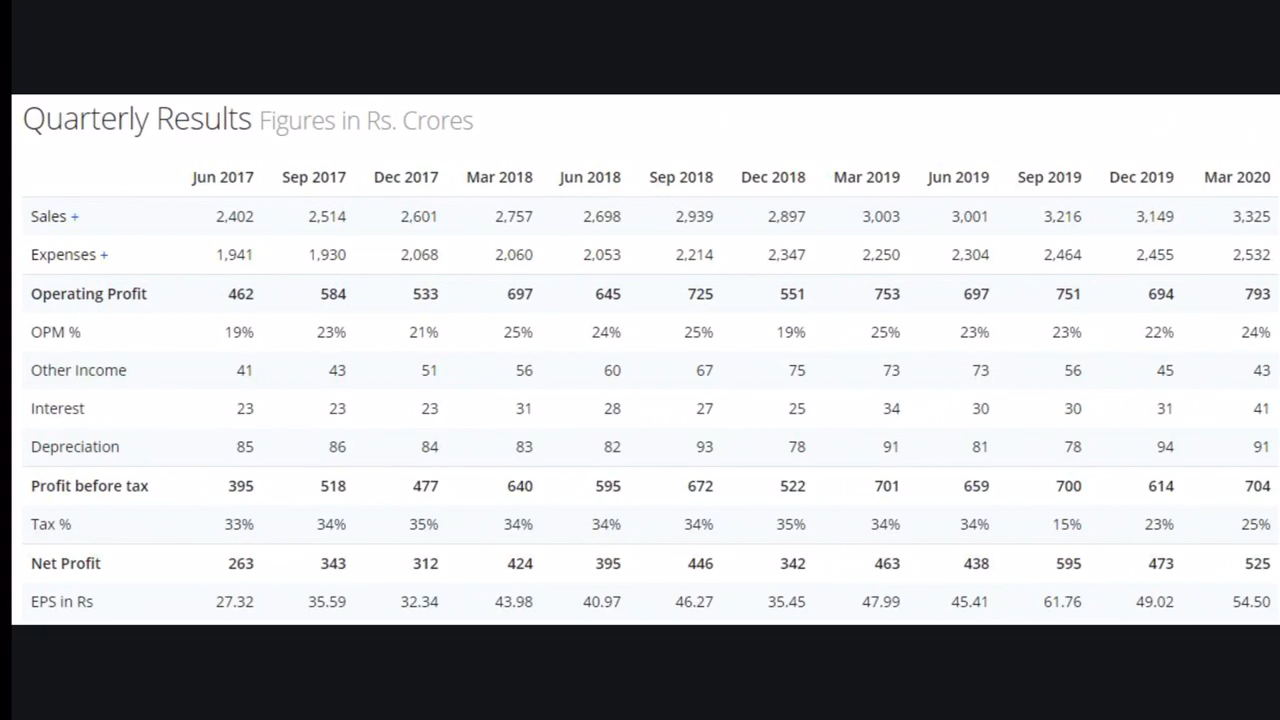 Quarterly Results Figures in Rs. Crores
Jun 2017 Sep 2017 Dec 2017 Mar 2018 Jun 2018 Sep 2018 Dec 2018 Mar 2019 Jun 2019 Sep 2019 Dec 2019 Mar 2020
Sales + 2,402 2,514 2,601 2,757 2,698 2,939 2,897 3,003 3,001 3,216 3,149 3,325
Expenses + 1,941 1,930 2,068 2,060 2,053 2,214 2,347 2,250 2,304 2,464 2,455 2,532
Operating Profit 462 584 533 697 645 725 551 753 697 751 694 793
OPM % 19% 23% 21% 25% 24% 25% 19% 25% 23% 23% 22% 24%
Other Income 41 43 51 56 60 67 75 73 73 56 45 43
Interest 23 23 23 31 28 27 25 34 30 30 31 41
Depreciation 85 86 84 83 82 93 78 91 81 78 94 91
Profit before tax 395 518 477 640 595 672 522 701 659 700 614 704
Tax % 33% 34% 35% 34% 34% 34% 35% 34% 34% 15% 23% 25%
Net Profit 263 343 312 424 395 446 342 463 438 595 473 525
EPS in Rs 27.32 35.59 32.34 43.98 40.97 46.27 35.45 47.99 45.41 61.76 49.02 54.50